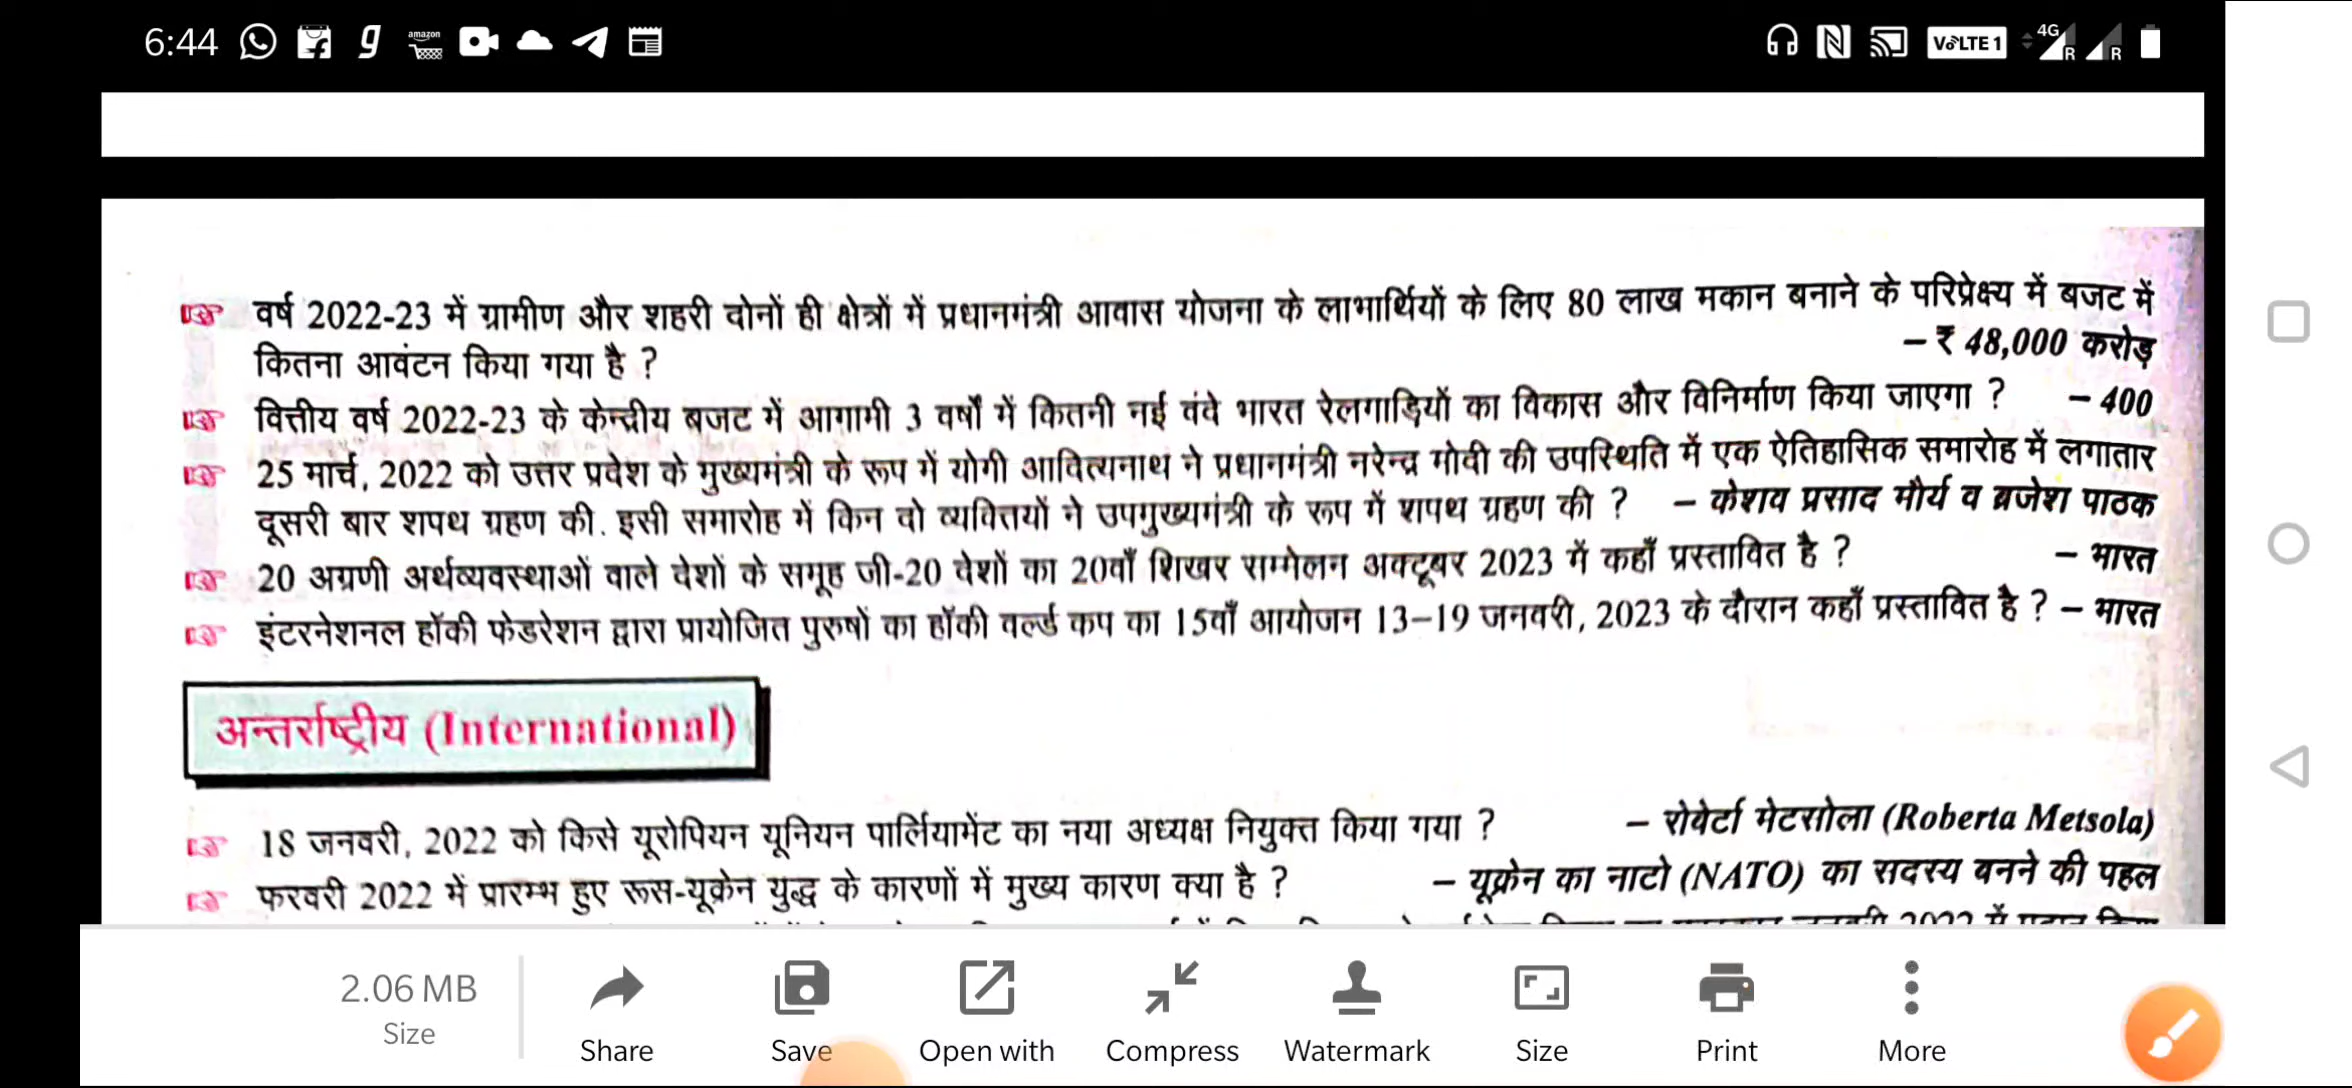 6:44 amazon VoLTE 1 4G R R
वर्ष 2022-23 में ग्रामीण और शहरी दोनों ही क्षेत्रों में प्रधानमंत्री आवास योजना के लाभार्थियों के लिए 80 लाख मकान बनाने के परिप्रेक्ष्य में बजट में
कितना आवंटन किया गया है ? – ₹ 48,000 करोड़
वित्तीय वर्ष 2022-23 के केन्द्रीय बजट में आगामी 3 वर्षों में कितनी नई वंदे भारत रेलगाड़ियों का विकास और विनिर्माण किया जाएगा ? – 400
25 मार्च, 2022 को उत्तर प्रदेश के मुख्यमंत्री के रूप में योगी आदित्यनाथ ने प्रधानमंत्री नरेन्द्र मोदी की उपस्थिति में एक ऐतिहासिक समारोह में लगातार
दूसरी बार शपथ ग्रहण की. इसी समारोह में किन दो व्यक्तियों ने उपमुख्यमंत्री के रूप में शपथ ग्रहण की ? – केशव प्रसाद मौर्य व ब्रजेश पाठक
20 अग्रणी अर्थव्यवस्थाओं वाले देशों के समूह जी-20 देशों का 20वाँ शिखर सम्मेलन अक्टूबर 2023 में कहाँ प्रस्तावित है ? – भारत
इंटरनेशनल हॉकी फेडरेशन द्वारा प्रायोजित पुरुषों का हॉकी वर्ल्ड कप का 15वाँ आयोजन 13–19 जनवरी, 2023 के दौरान कहाँ प्रस्तावित है ? – भारत
अन्तर्राष्ट्रीय (International)
18 जनवरी, 2022 को किसे यूरोपियन यूनियन पार्लियामेंट का नया अध्यक्ष नियुक्त किया गया ? – रोबेर्टा मेटसोला (Roberta Metsola)
फरवरी 2022 में प्रारम्भ हुए रूस-यूक्रेन युद्ध के कारणों में मुख्य कारण क्या है ? – यूक्रेन का नाटो (NATO) का सदस्य बनने की पहल
2.06 MB
Size Share Save Open with Compress Watermark Size Print More